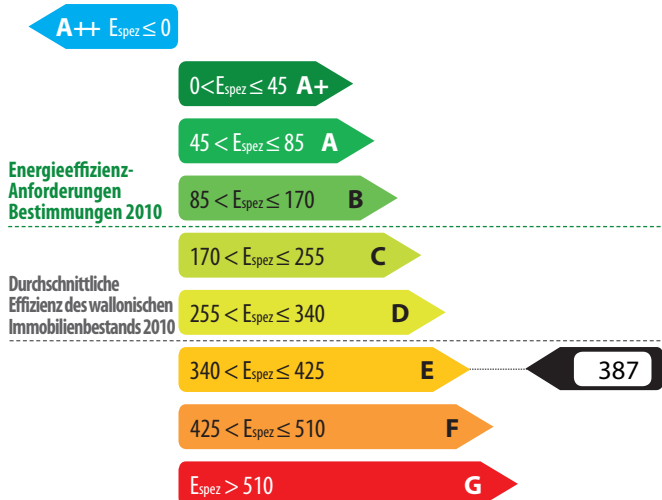 A++ Espez ≤ 0
0<Espez ≤ 45 A+
45 < Espez ≤ 85 A
Energieeffizienz-
Anforderungen
Bestimmungen 2010
85 < Espez ≤ 170 B
170 < Espez ≤ 255 C
Durchschnittliche
Effizienz des wallonischen
Immobilienbestands 2010
255 < Espez ≤ 340 D
340 < Espez ≤ 425 E
387
425 < Espez ≤ 510 F
Espez > 510 G